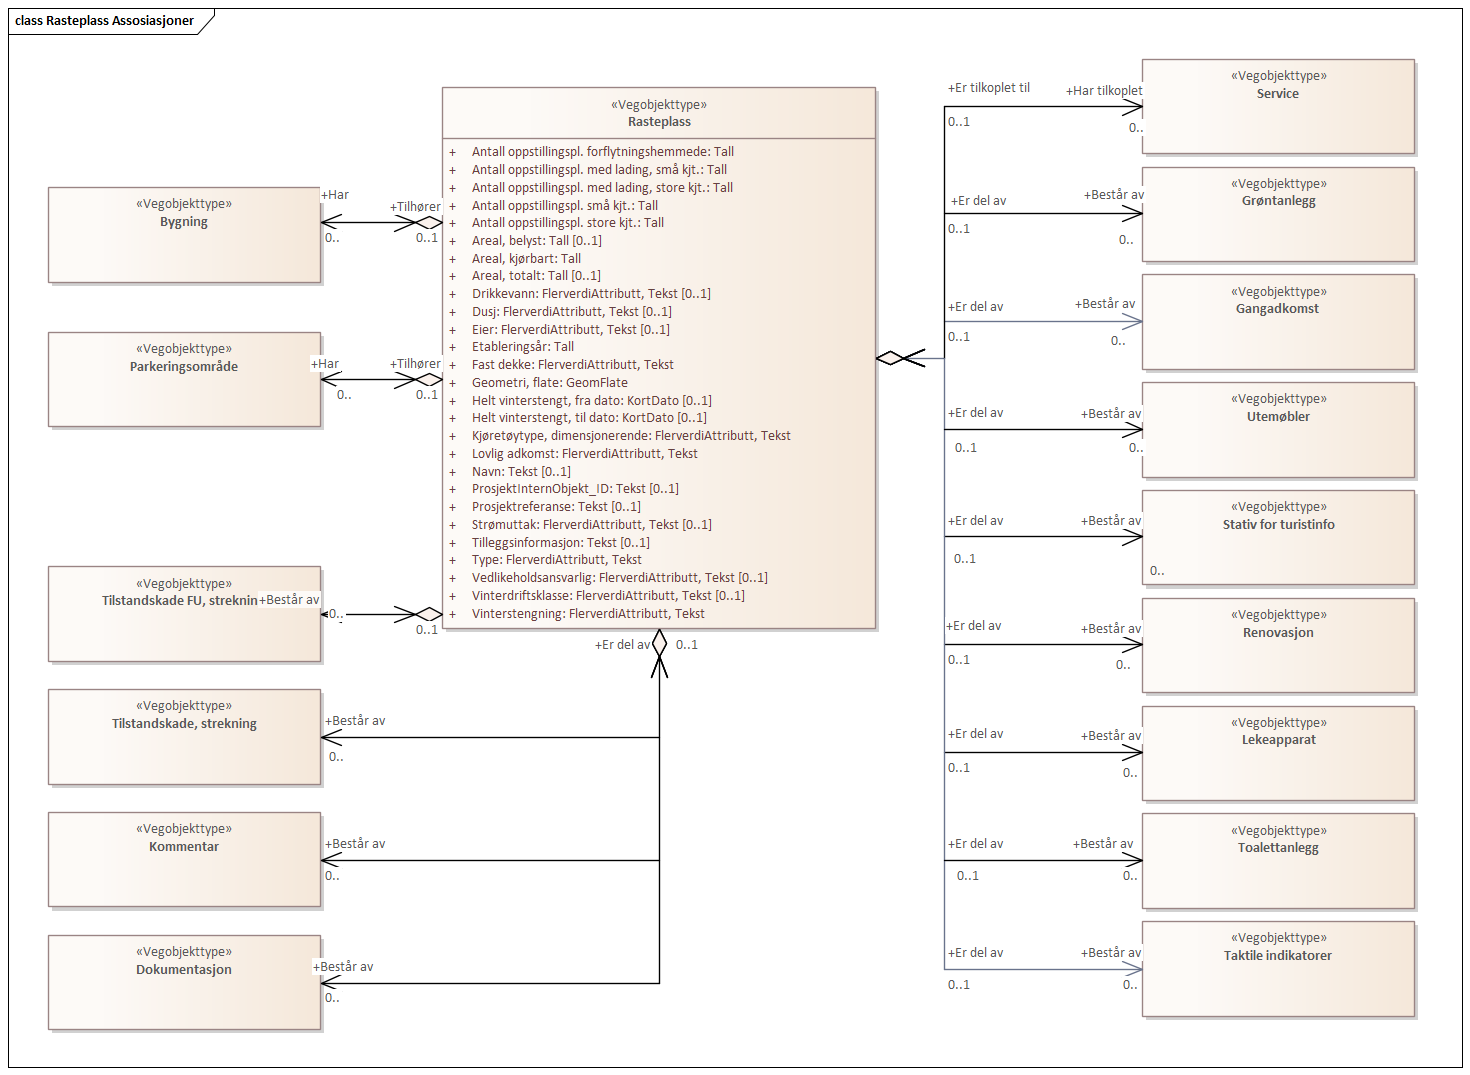 class Rasteplass Assosiasjoner
«Vegobjekttype»
Rasteplass
+ Antall oppstillingspl. forflytningshemmede: Tall
+ Antall oppstillingspl. med lading, små kjt.: Tall
+ Antall oppstillingspl. med lading, store kjt.: Tall
+ Antall oppstillingspl. små kjt.: Tall
+ Antall oppstillingspl. store kjt.: Tall
+ Areal, belyst: Tall [0..1]
+ Areal, kjørbart: Tall
+ Areal, totalt: Tall [0..1]
+ Drikkevann: FlerverdiAttributt, Tekst [0..1]
+ Dusj: FlerverdiAttributt, Tekst [0..1]
+ Eier: FlerverdiAttributt, Tekst [0..1]
+ Etableringsår: Tall
+ Fast dekke: FlerverdiAttributt, Tekst
+ Geometri, flate: GeomFlate
+ Helt vinterstengt, fra dato: KortDato [0..1]
+ Helt vinterstengt, til dato: KortDato [0..1]
+ Kjøretøytype, dimensjonerende: FlerverdiAttributt, Tekst
+ Lovlig adkomst: FlerverdiAttributt, Tekst
+ Navn: Tekst [0..1]
+ ProsjektInternObjekt_ID: Tekst [0..1]
+ Prosjektreferanse: Tekst [0..1]
+ Strømuttak: FlerverdiAttributt, Tekst [0..1]
+ Tilleggsinformasjon: Tekst [0..1]
+ Type: FlerverdiAttributt, Tekst
+ Vedlikeholdsansvarlig: FlerverdiAttributt, Tekst [0..1]
+ Vinterdriftsklasse: FlerverdiAttributt, Tekst [0..1]
+ Vinterstengning: FlerverdiAttributt, Tekst
+Er del av 0..1
«Vegobjekttype»
Bygning
+Har
0..
+Tilhører
0..1
«Vegobjekttype»
Parkeringsområde
+Har
0..
+Tilhører
0..1
«Vegobjekttype»
Tilstandskade FU, streknin
+Består av
0..
0..1
«Vegobjekttype»
Tilstandskade, strekning
+Består av
0..
«Vegobjekttype»
Kommentar
+Består av
0..
«Vegobjekttype»
Dokumentasjon
+Består av
0..
+Er tilkoplet til
0..1
+Har tilkoplet
0..
«Vegobjekttype»
Service
+Er del av
0..1
+Består av
0..
«Vegobjekttype»
Grøntanlegg
+Er del av
0..1
+Består av
0..
«Vegobjekttype»
Gangadkomst
+Er del av
0..1
+Består av
0..
«Vegobjekttype»
Utemøbler
+Er del av
0..1
+Består av
0..
«Vegobjekttype»
Stativ for turistinfo
+Er del av
0..1
+Består av
0..
«Vegobjekttype»
Renovasjon
+Er del av
0..1
+Består av
0..
«Vegobjekttype»
Lekeapparat
+Er del av
0..1
+Består av
0..
«Vegobjekttype»
Toalettanlegg
+Er del av
0..1
+Består av
0..
«Vegobjekttype»
Taktile indikatorer